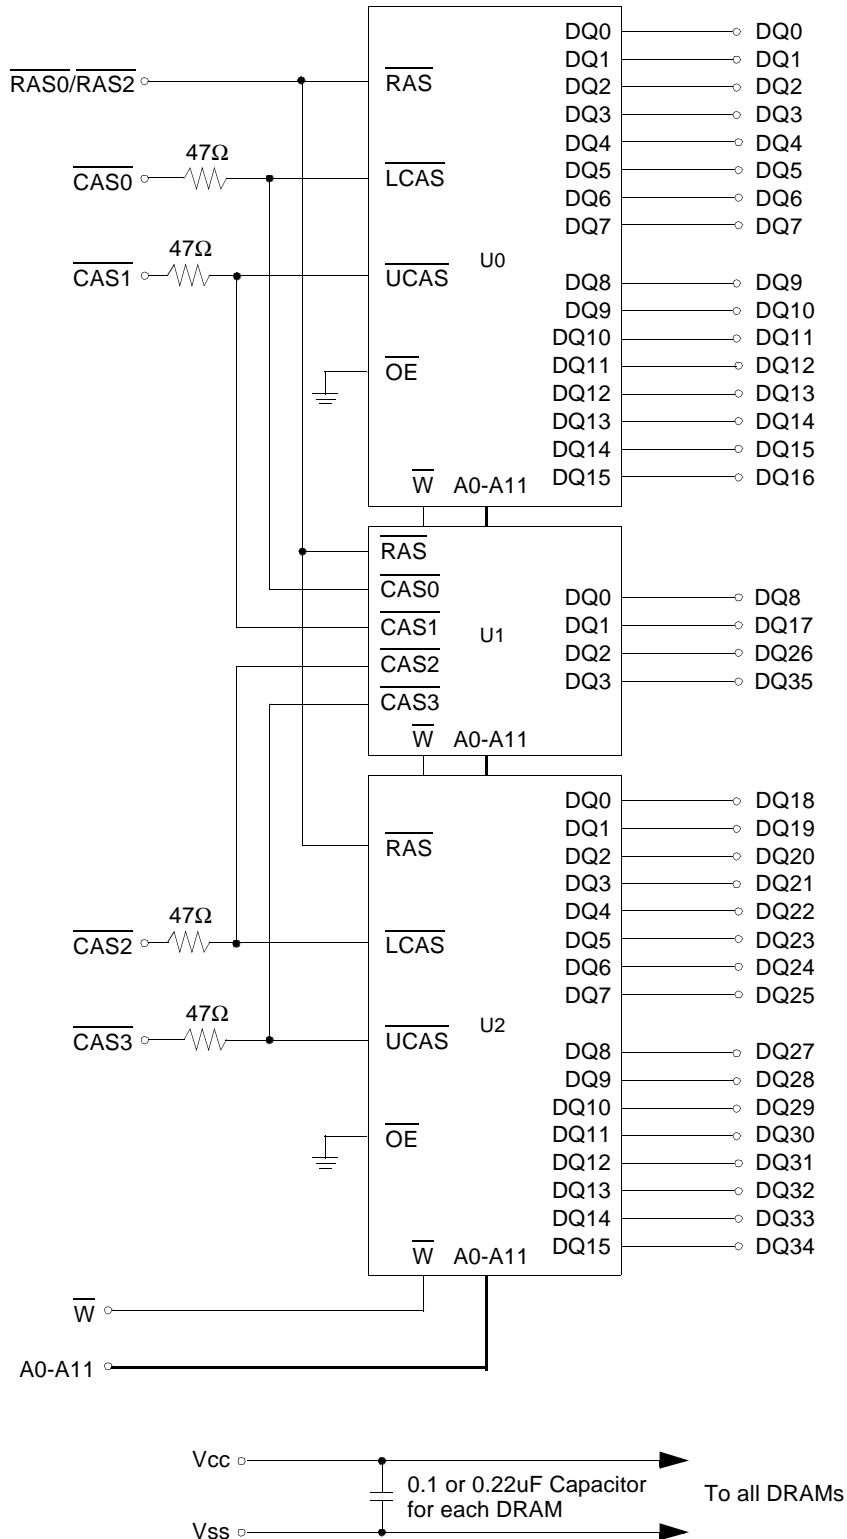 DQ0 DQ0
DQ1 DQ1
RAS0/RAS2 RAS DQ2 DQ2
DQ3 DQ3
47Ω DQ4 DQ4
CAS0 LCAS DQ5 DQ5
DQ6 DQ6
DQ7 DQ7
47Ω
CAS1 UCAS U0 DQ8 DQ9
DQ9 DQ10
DQ10 DQ11
OE DQ11 DQ12
DQ12 DQ13
DQ13 DQ14
DQ14 DQ15
W A0-A11 DQ15 DQ16
RAS
CAS0 DQ0 DQ8
CAS1 U1 DQ1 DQ17
CAS2 DQ2 DQ26
CAS3 DQ3 DQ35
W A0-A11
DQ0 DQ18
DQ1 DQ19
RAS DQ2 DQ20
DQ3 DQ21
47Ω DQ4 DQ22
CAS2 LCAS DQ5 DQ23
DQ6 DQ24
DQ7 DQ25
47Ω
CAS3 UCAS U2 DQ8 DQ27
DQ9 DQ28
DQ10 DQ29
OE DQ11 DQ30
DQ12 DQ31
DQ13 DQ32
DQ14 DQ33
W A0-A11 DQ15 DQ34
W
A0-A11
Vcc
0.1 or 0.22uF Capacitor
for each DRAM
To all DRAMs
Vss